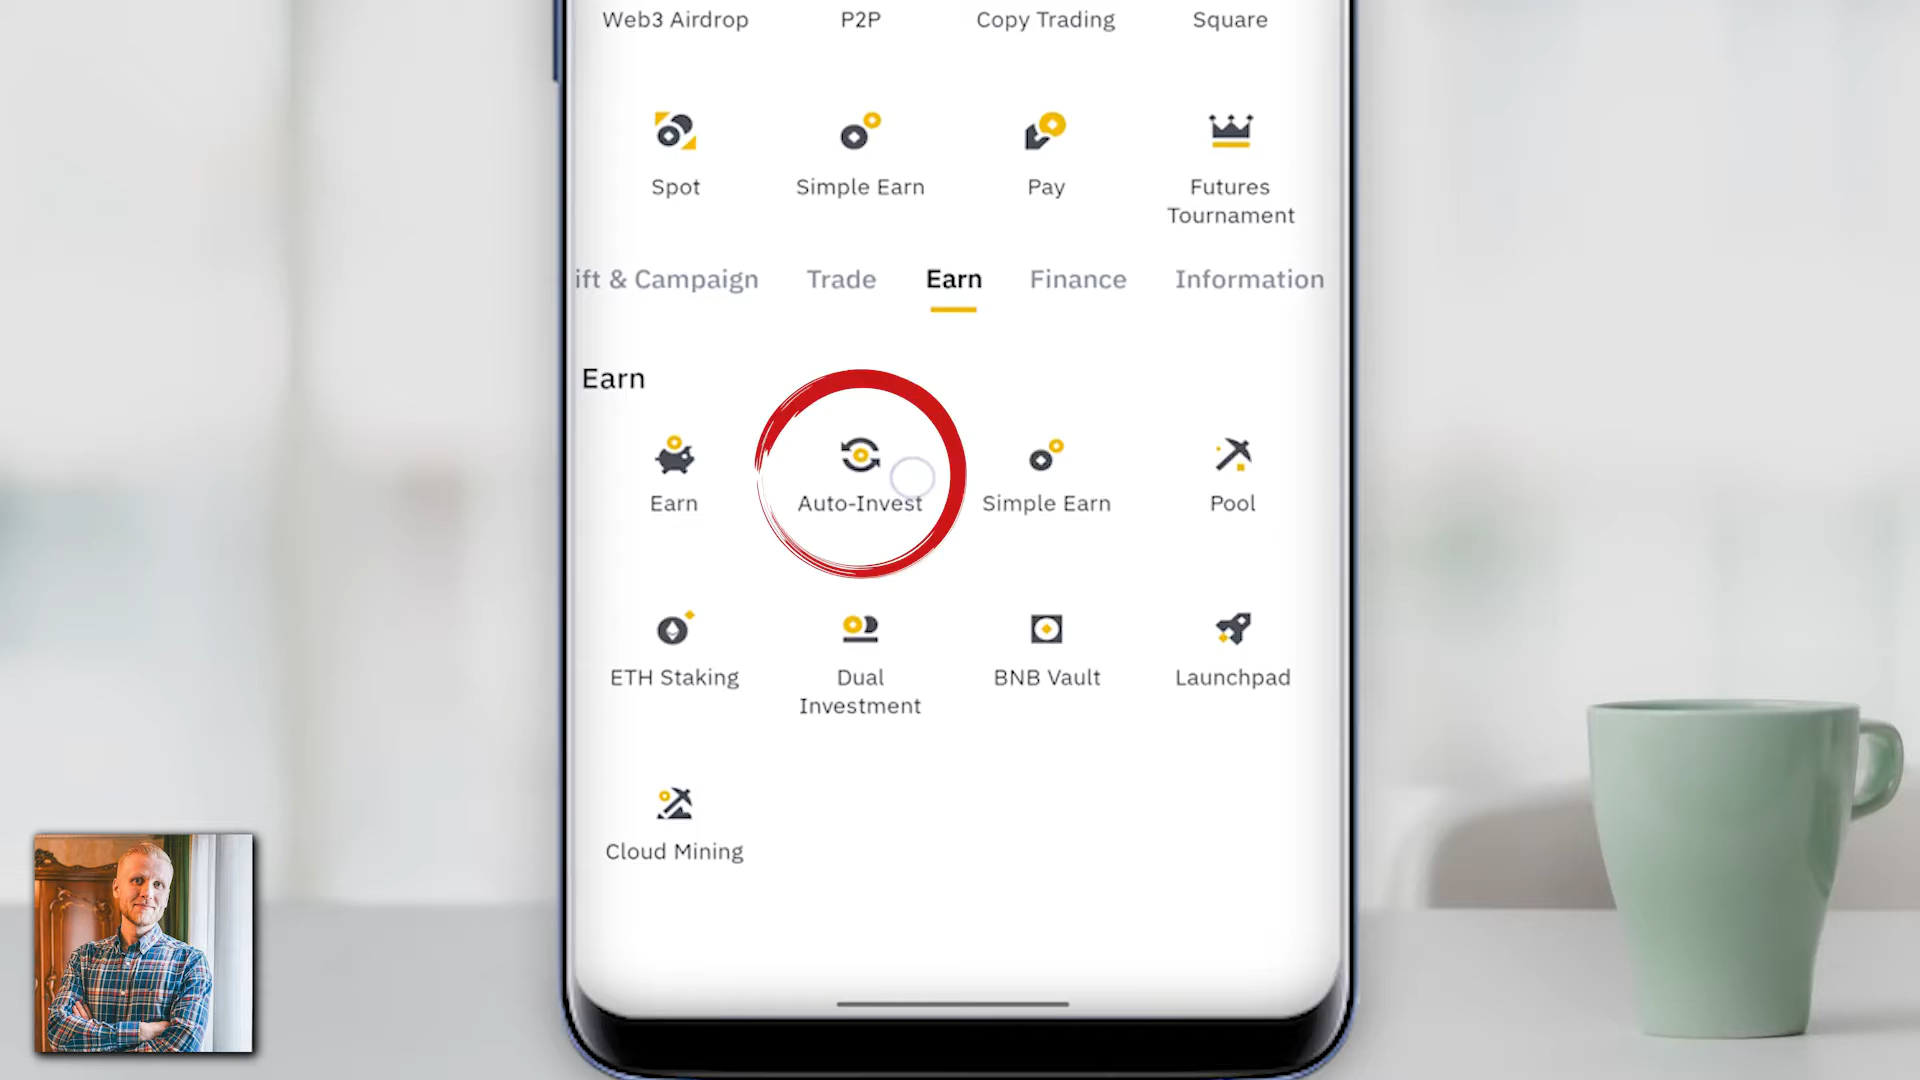 Web3 Airdrop P2P Copy Trading Square
Spot Simple Earn Pay Futures
Tournament
ift & Campaign Trade Earn Finance Information
Earn
Earn Auto-Invest Simple Earn Pool
ETH Staking Dual BNB Vault Launchpad
Investment
Cloud Mining